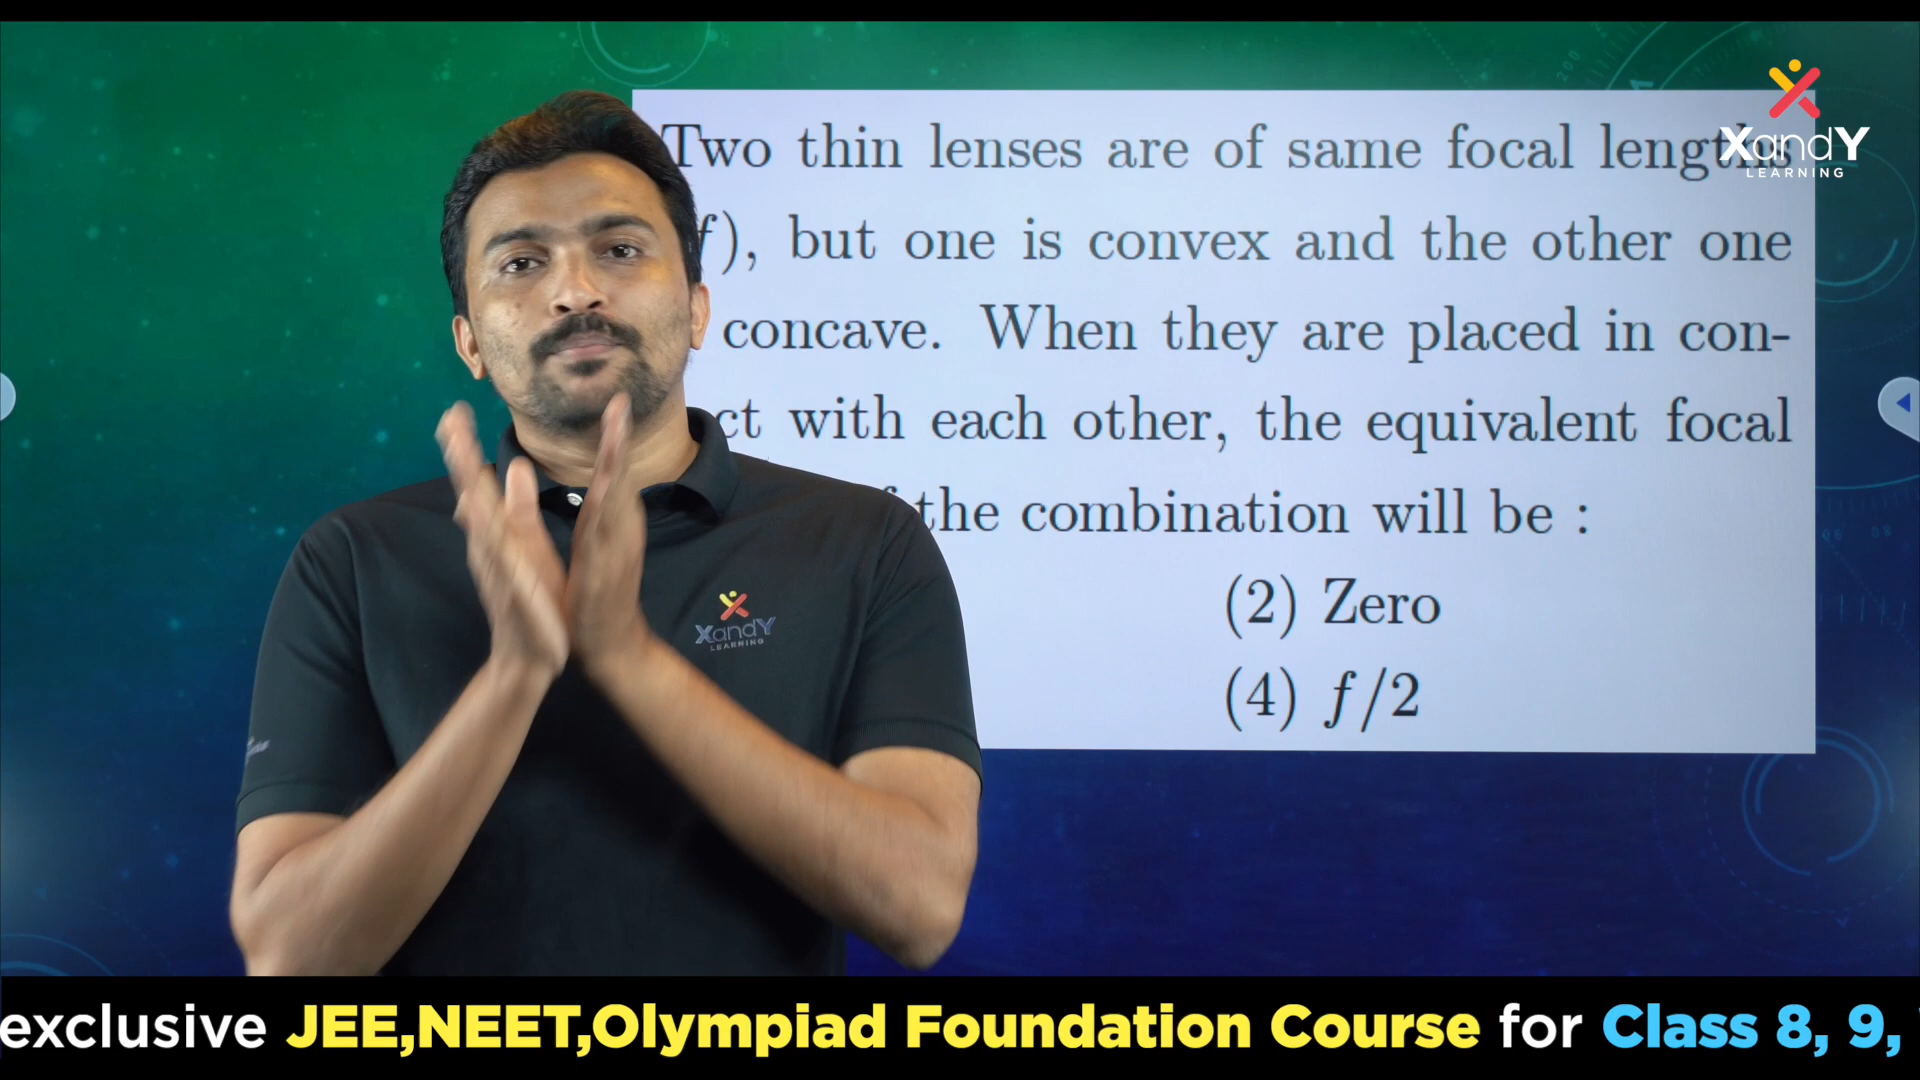 Two thin lenses are of same focal lengths
f), but one is convex and the other one
concave. When they are placed in con-
ct with each other, the equivalent focal
the combination will be :
(2) Zero
(4) f/2
XandY
LEARNING
XandY
LEARNING
exclusive JEE,NEET,Olympiad Foundation Course for Class 8, 9,